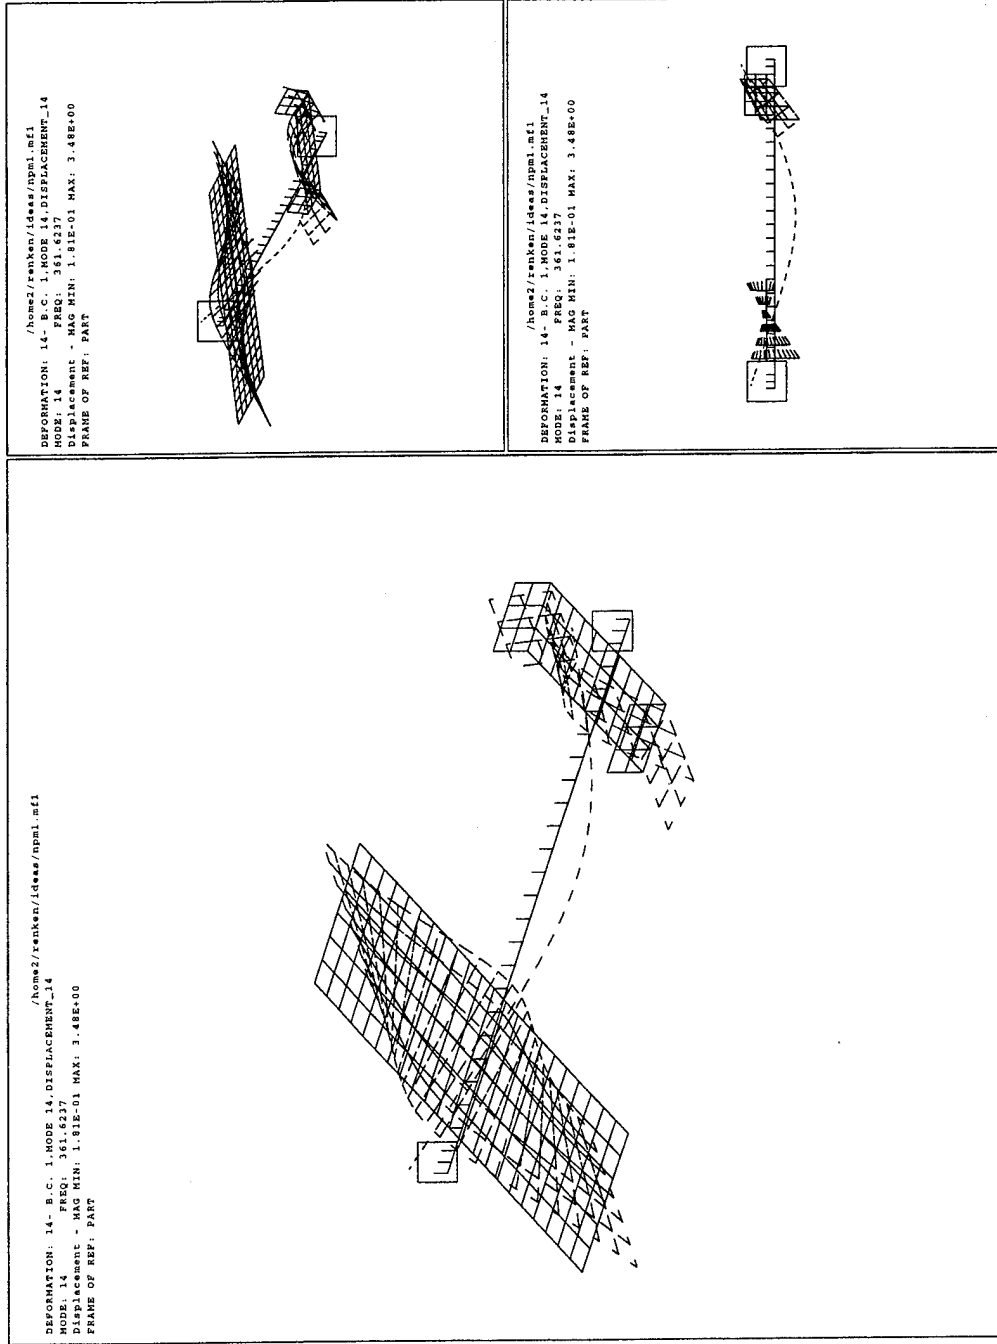 /home2/renken/ideas/npm1.mf1
DEFORMATION: 14- B.C. 1,MODE 14,DISPLACEMENT_14
MODE: 14 FREQ: 361.6237
Displacement - MAG MIN: 1.81E-01 MAX: 3.48E+00
FRAME OF REF: PART
/home2/renken/ideas/npm1.mf1
DEFORMATION: 14- B.C. 1,MODE 14,DISPLACEMENT_14
MODE: 14 FREQ: 361.6237
Displacement - MAG MIN: 1.81E-01 MAX: 3.48E+00
FRAME OF REF: PART
/home2/renken/ideas/npm1.mf1
DEFORMATION: 14- B.C. 1,MODE 14,DISPLACEMENT_14
MODE: 14 FREQ: 361.6237
Displacement - MAG MIN: 1.81E-01 MAX: 3.48E+00
FRAME OF REF: PART